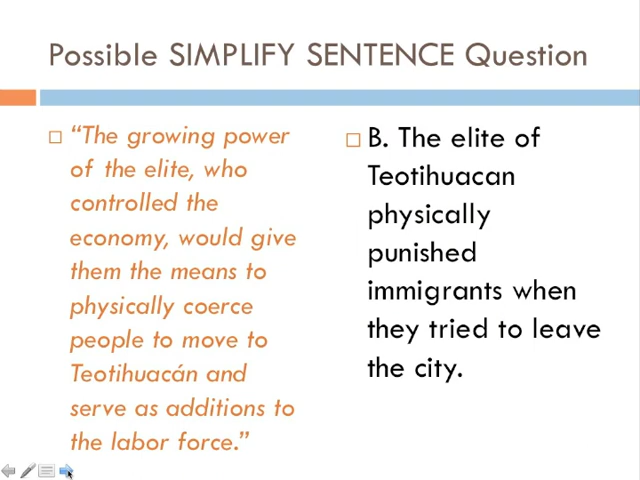 Possible SIMPLIFY SENTENCE Question
“The growing power
of the elite, who
controlled the
economy, would give
them the means to
physically coerce
people to move to
Teotihuacán and
serve as additions to
the labor force.”
B. The elite of
Teotihuacan
physically
punished
immigrants when
they tried to leave
the city.